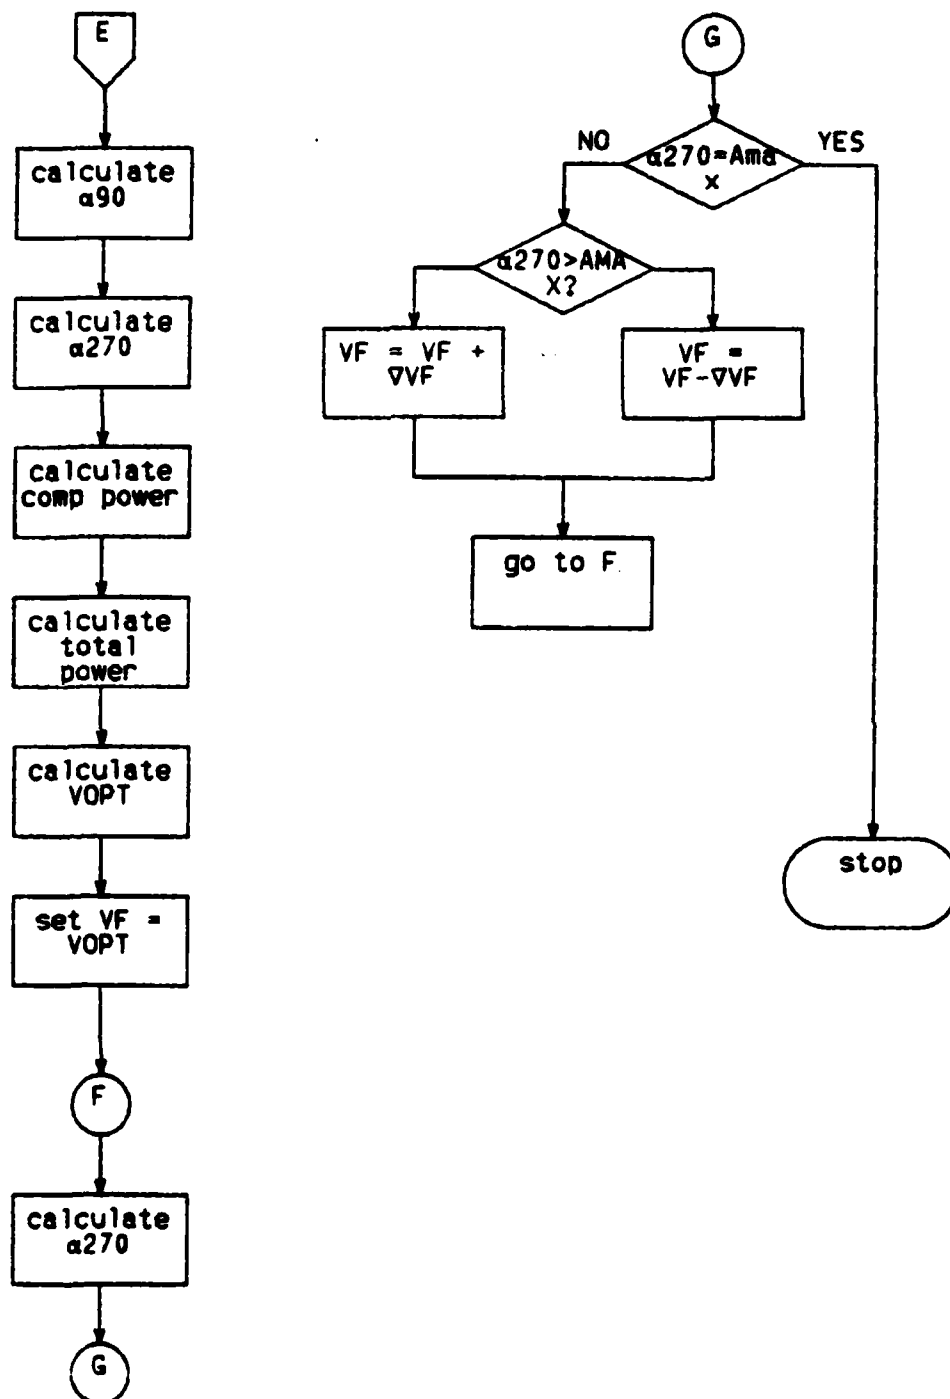 E
calculate
α90
calculate
α270
calculate
comp power
calculate
total
power
calculate
VOPT
set VF =
VOPT
F
calculate
α270
G
G
NO
YES
α270=Ama
x
α270>AMA
X?
VF = VF +
∇VF
VF =
VF-∇VF
go to F
stop